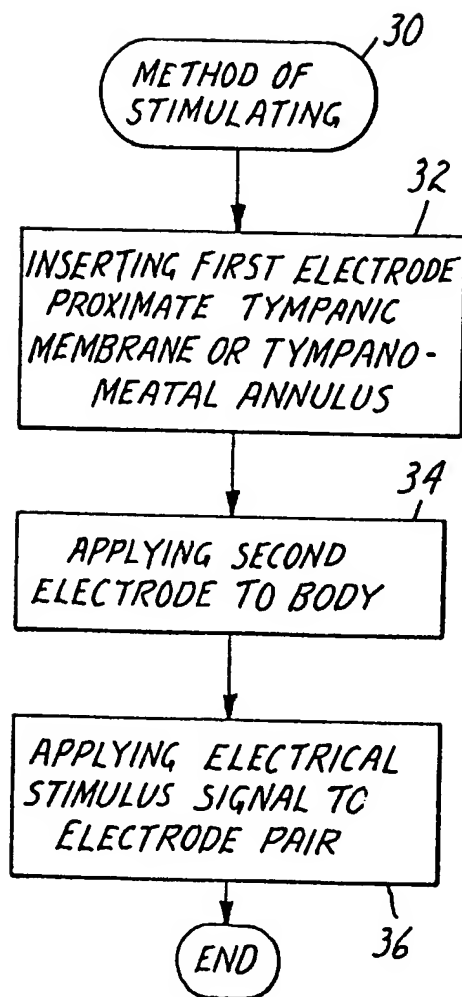 30
METHOD OF
STIMULATING
32
INSERTING FIRST ELECTRODE
PROXIMATE TYMPANIC
MEMBRANE OR TYMPANO-
MEATAL ANNULUS
34
APPLYING SECOND
ELECTRODE TO BODY
APPLYING ELECTRICAL
STIMULUS SIGNAL TO
ELECTRODE PAIR
36
END